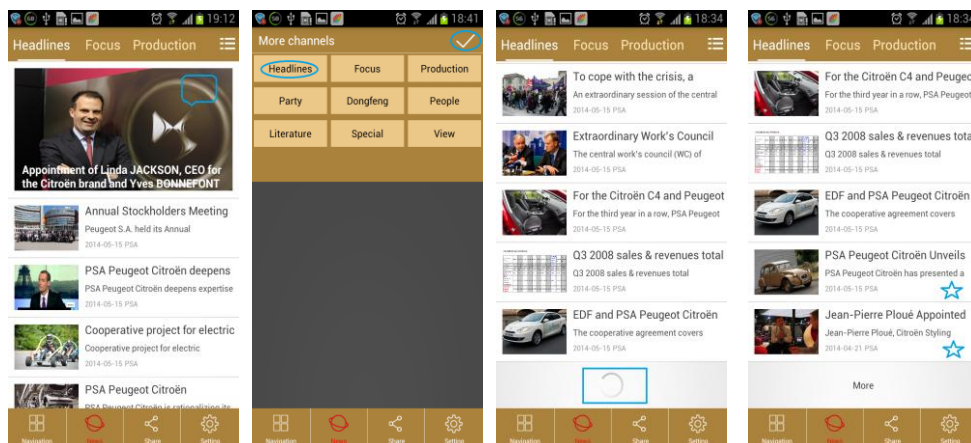 19:12
Headlines Focus Production
Appointment of Linda JACKSON, CEO for
the Citroën brand and Yves BONNEFONT
Annual Stockholders Meeting
Peugeot S.A. held its Annual
2014-05-15 PSA
PSA Peugeot Citroën deepens
PSA Peugeot Citroën deepens expertise
2014-05-15 PSA
Cooperative project for electric
Cooperative project for electric
2014-05-15 PSA
PSA Peugeot Citroën
PSA Peugeot Citroën is rationalizing its
Navigation News Share Setting
18:41
More channels
Headlines Focus Production
Party Dongfeng People
Literature Special View
Navigation News Share Setting
18:34
Headlines Focus Production
To cope with the crisis, a
An extraordinary session of the central
2014-05-15 PSA
Extraordinary Work's Council
The central work's council (WC) of
2014-05-15 PSA
For the Citroën C4 and Peugeot
For the third year in a row, PSA Peugeot
2014-05-15 PSA
Q3 2008 sales & revenues total
Q3 2008 sales & revenues total
2014-05-15 PSA
EDF and PSA Peugeot Citroën
The cooperative agreement covers
2014-05-15 PSA
Navigation News Share Setting
18:34
Headlines Focus Production
For the Citroën C4 and Peugeo
For the third year in a row, PSA Peugeot
2014-05-15 PSA
Q3 2008 sales & revenues tota
Q3 2008 sales & revenues total
2014-05-15 PSA
EDF and PSA Peugeot Citroën
The cooperative agreement covers
2014-05-15 PSA
PSA Peugeot Citroën Unveils
PSA Peugeot Citroën has presented a
2014-05-15 PSA
Jean-Pierre Ploué Appointed
Jean-Pierre Ploué, Citroën Styling
2014-04-21 PSA
More
Navigation News Share Setting